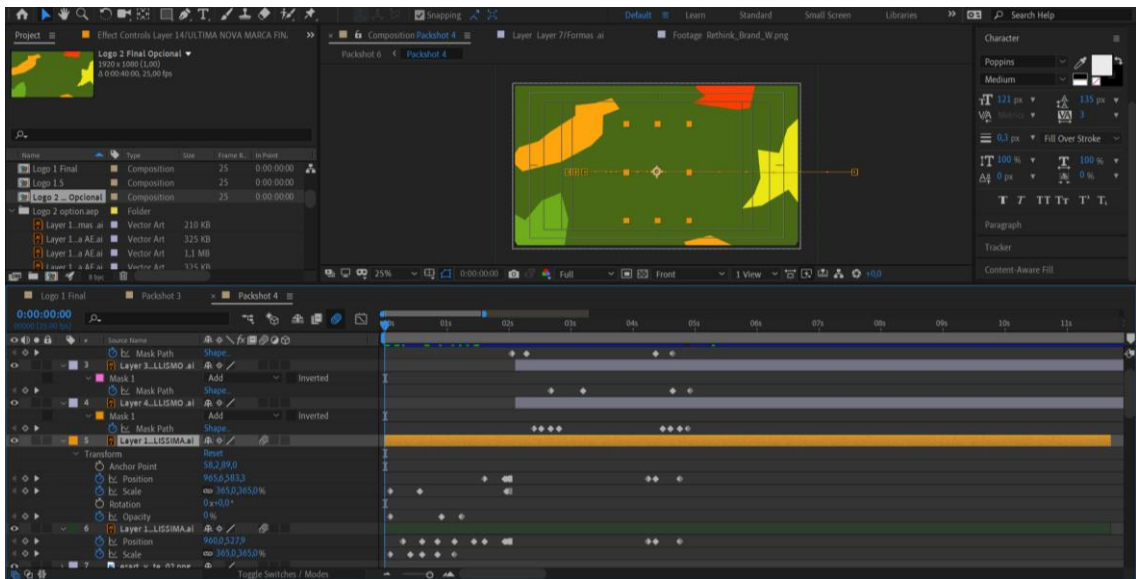 Snapping
Default
Learn
Standard
Small Screen
Libraries
Search Help
Project
Effect Controls Layer 14/ULTIMA NOVA MARCA FIN.
Composition Packshot 4
Layer Layer 7/Formas .ai
Footage Rethink_Brand_W.png
Packshot 6
Packshot 4
Logo 2 Final Opcional
1920 x 1080 (1,00)
Δ 0:00:40:00, 25,00 fps
Name
Type
Size
Frame R...
In Point
Logo 1 Final
Composition
25
0:00:00:00
Logo 1.5
Composition
25
0:00:00:00
Logo 2 ... Opcional
Composition
25
0:00:00:00
Logo 2 option.aep
Folder
Layer 1...mas .ai
Vector Art
210 KB
Layer 1...a AE.ai
Vector Art
325 KB
Layer 1...a AE.ai
Vector Art
1,1 MB
Layer 1...a AE.ai
Vector Art
325 KB
8 bpc
25%
0:00:00:00
Full
Front
1 View
+0,0
Character
Poppins
Medium
121 px
135 px
Metrics
3
0,3 px
Fill Over Stroke
100 %
100 %
0 px
0 %
Paragraph
Tracker
Content-Aware Fill
Logo 1 Final
Packshot 3
Packshot 4
0:00:00:00
Source Name
01s
02s
03s
04s
05s
06s
07s
08s
09s
10s
11s
Mask Path
Shape...
3
Layer 3...LLISMO .ai
Mask 1
Add
Inverted
Mask Path
Shape...
4
Layer 4...LLISMO .ai
Mask 1
Add
Inverted
Mask Path
Shape...
5
Layer 1...LISSIMA.ai
Transform
Reset
Anchor Point
58,2,89,0
Position
965,6,583,3
Scale
365,0,365,0%
Rotation
0x+0,0°
Opacity
0%
6
Layer 1...LISSIMA.ai
Position
960,0,527,9
Scale
365,0,365,0%
7
Toggle Switches / Modes